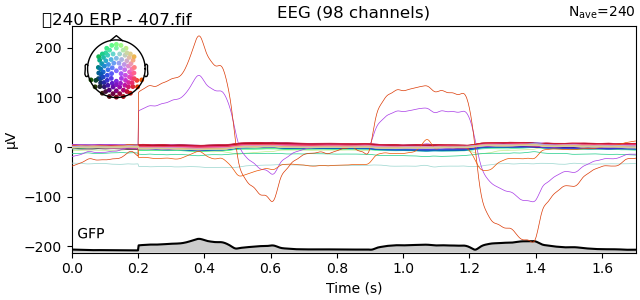 240 ERP - 407.fif
EEG (98 channels)
Nave=240
200
100
0
−100
−200
µV
GFP
0.0 0.2 0.4 0.6 0.8 1.0 1.2 1.4 1.6
Time (s)